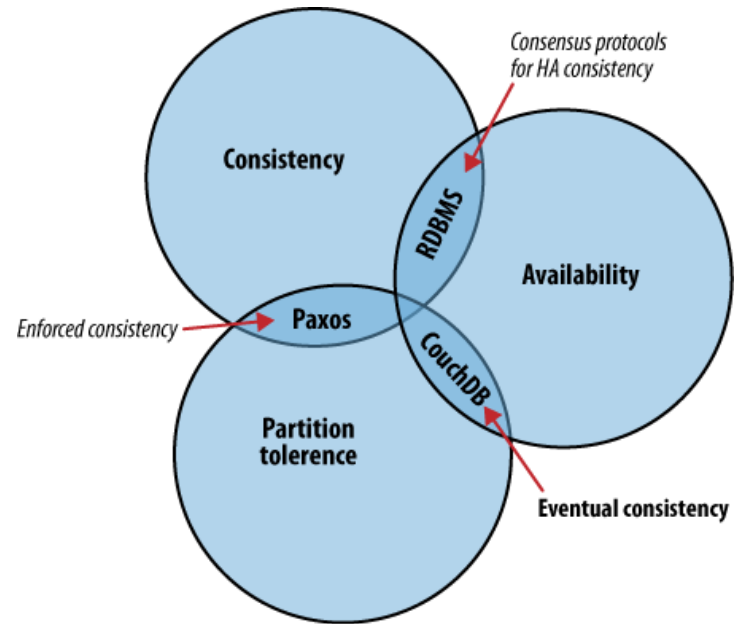 Consensus protocols
for HA consistency
Consistency
RDBMS
Availability
Enforced consistency
Paxos
CouchDB
Partition
tolerence
Eventual consistency